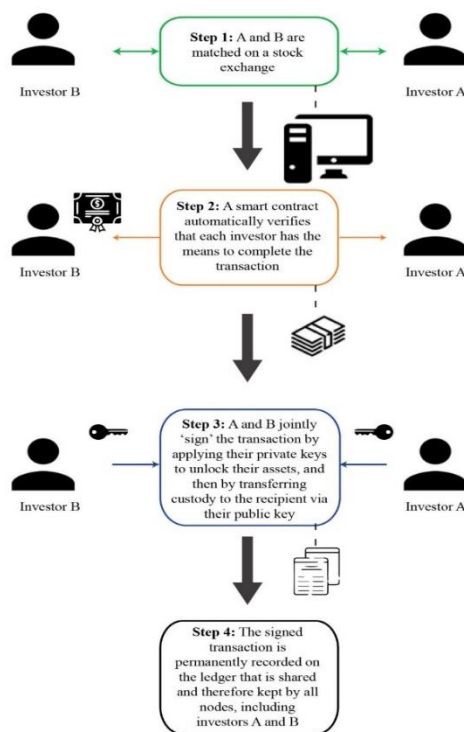 Step 1: A and B are
matched on a stock
exchange
Investor B
Investor A
Step 2: A smart contract
automatically verifies
that each investor has the
means to complete the
transaction
Investor B
Investor A
Step 3: A and B jointly
‘sign’ the transaction by
applying their private keys
to unlock their assets, and
then by transferring
custody to the recipient via
their public key
Investor B
Investor A
Step 4: The signed
transaction is
permanently recorded on
the ledger that is shared
and therefore kept by all
nodes, including
investors A and B